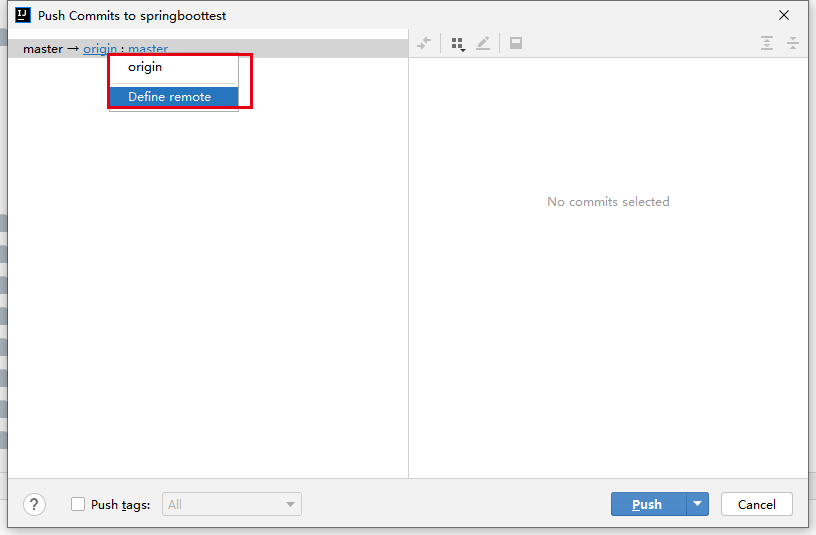 Push Commits to springboottest
master → origin : master
origin
Define remote
No commits selected
? Push tags: All Push Cancel